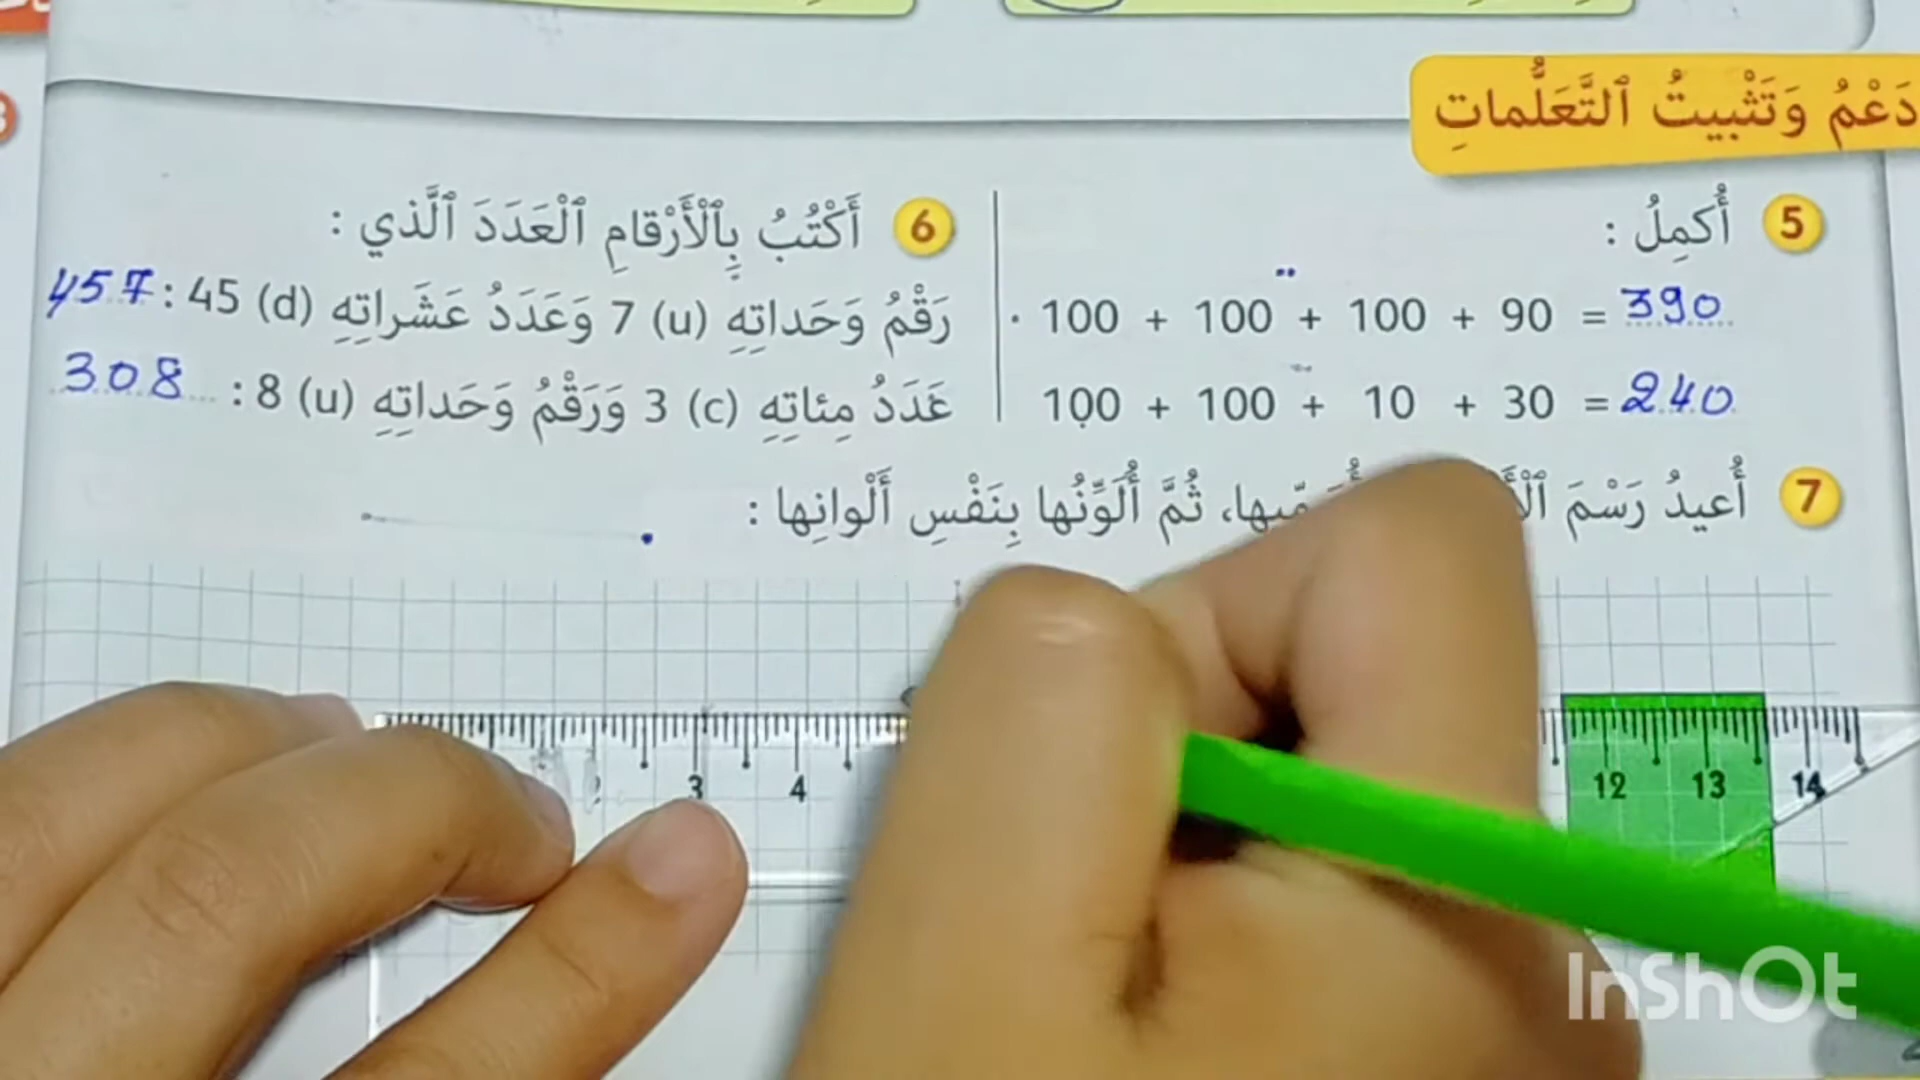 دَعْمُ وَتَثْبِيتُ ٱلتَّعَلُّماتِ
5 أُكمِلُ :
100 + 100 + 100 + 90 = 390
100 + 100 + 10 + 30 = 240
6 أَكْتُبُ بِٱلْأَرْقامِ ٱلْعَدَدَ ٱلَّذي :
رَقْمُ وَحَداتِهِ (u) 7 وَعَدَدُ عَشَراتِهِ (d) 45 : 457
عَدَدُ مِئاتِهِ (c) 3 وَرَقْمُ وَحَداتِهِ (u) 8 : 308
7 أُعيدُ رَسْمَ ثُمَّ أُلَوِّنُها بِنَفْسِ أَلْوانِها :
3 4 12 13 14
InShOt